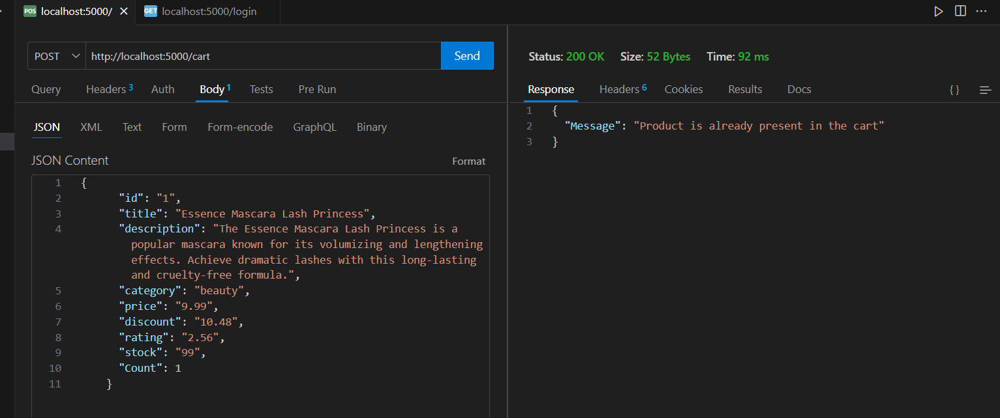 POS localhost:5000/ GET localhost:5000/login
POST http://localhost:5000/cart Send
Query Headers 3 Auth Body 1 Tests Pre Run
JSON XML Text Form Form-encode GraphQL Binary
JSON Content Format
1 {
2 "id": "1",
3 "title": "Essence Mascara Lash Princess",
4 "description": "The Essence Mascara Lash Princess is a
popular mascara known for its volumizing and lengthening
effects. Achieve dramatic lashes with this long-lasting
and cruelty-free formula.",
5 "category": "beauty",
6 "price": "9.99",
7 "discount": "10.48",
8 "rating": "2.56",
9 "stock": "99",
10 "Count": 1
11 }
Status: 200 OK Size: 52 Bytes Time: 92 ms
Response Headers 6 Cookies Results Docs { }
1 {
2 "Message": "Product is already present in the cart"
3 }